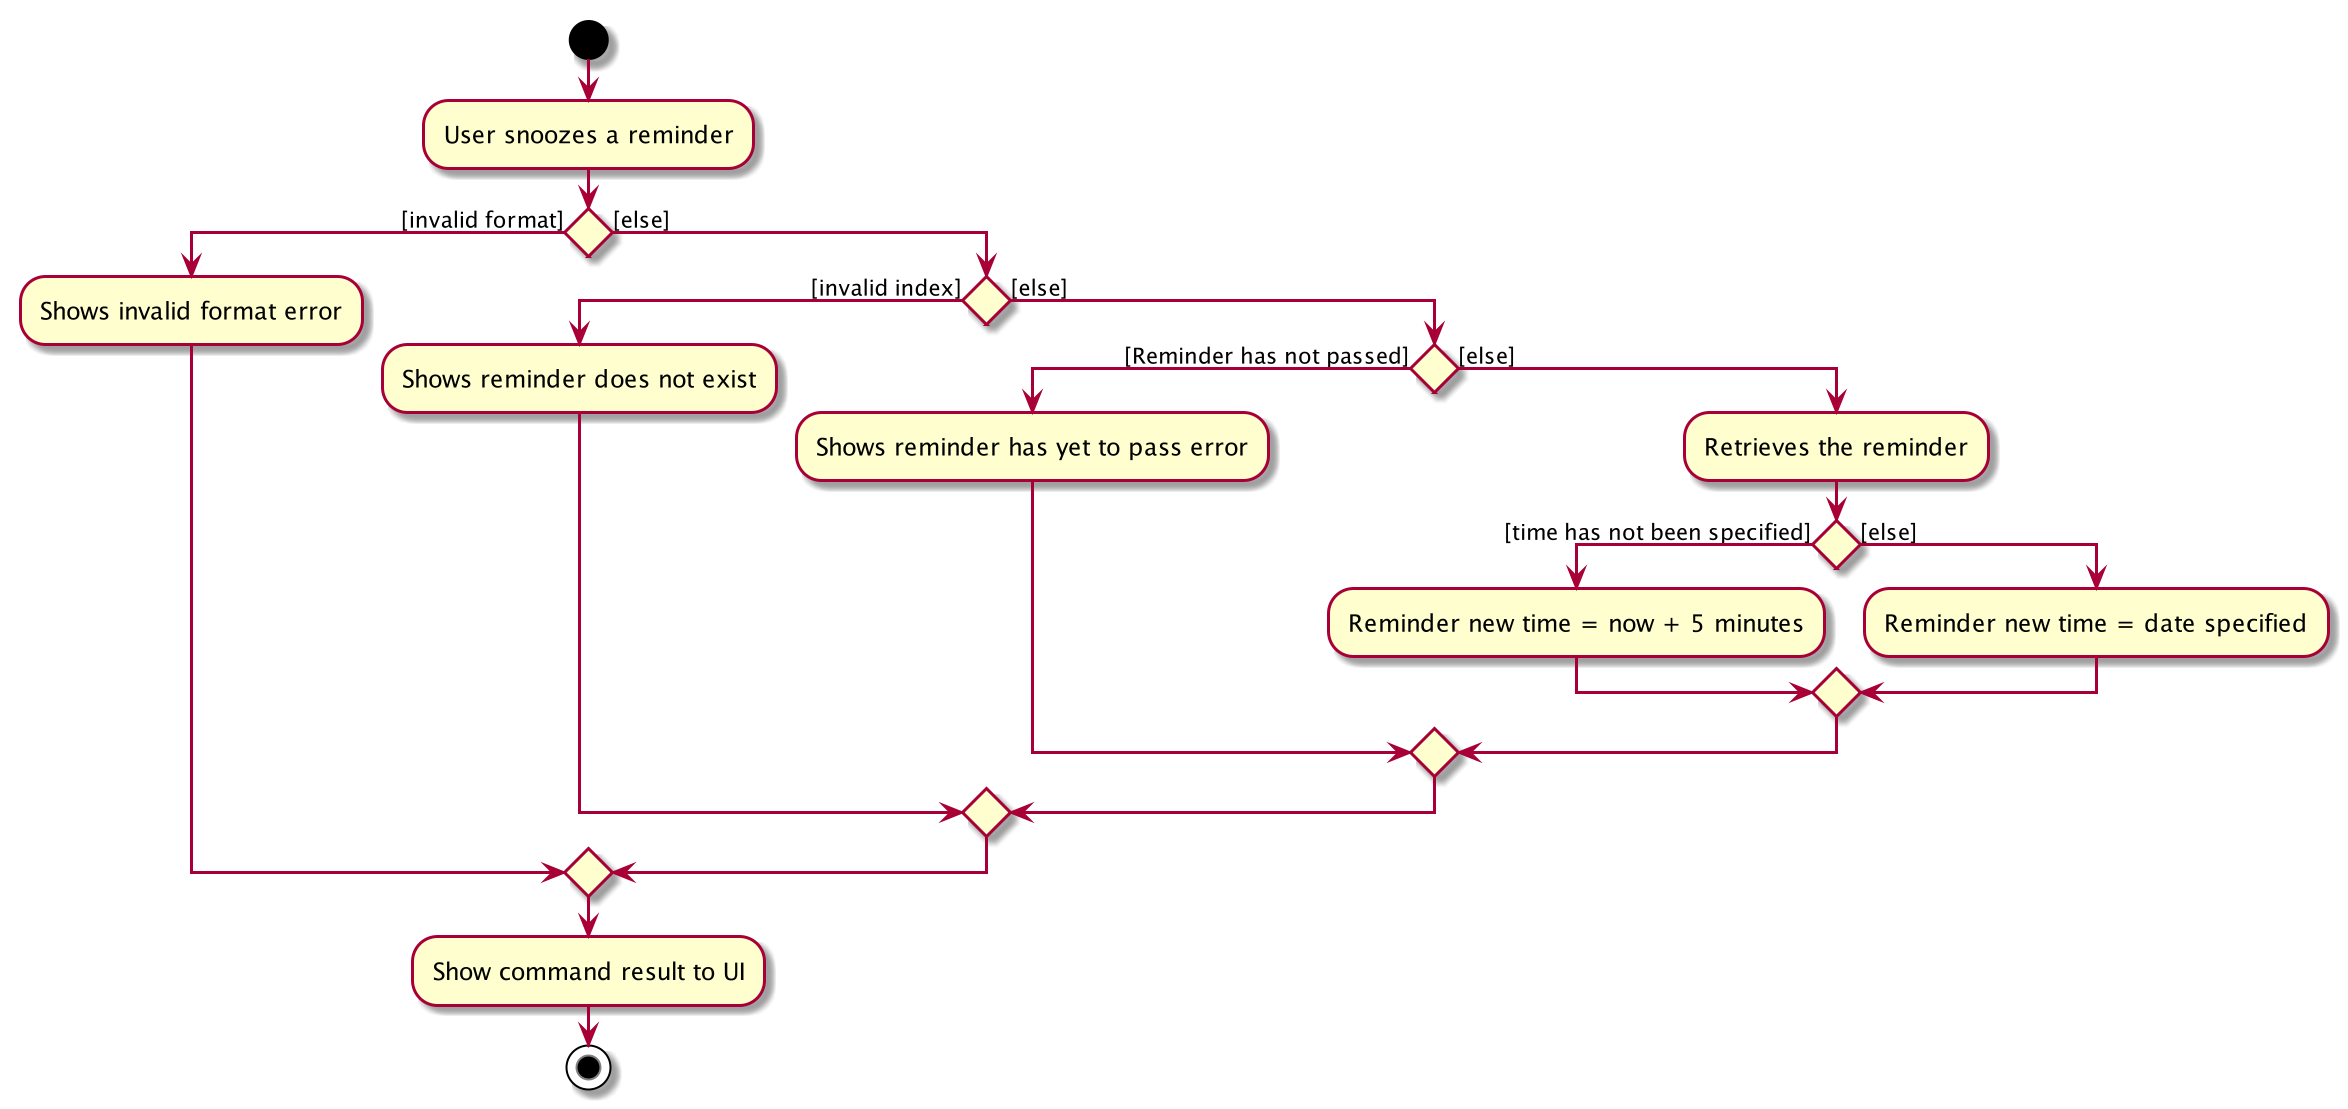 User snoozes a reminder
[invalid format]
[else]
Shows invalid format error
[invalid index]
[else]
Shows reminder does not exist
[Reminder has not passed]
[else]
Shows reminder has yet to pass error
Retrieves the reminder
[time has not been specified]
[else]
Reminder new time = now + 5 minutes
Reminder new time = date specified
Show command result to UI